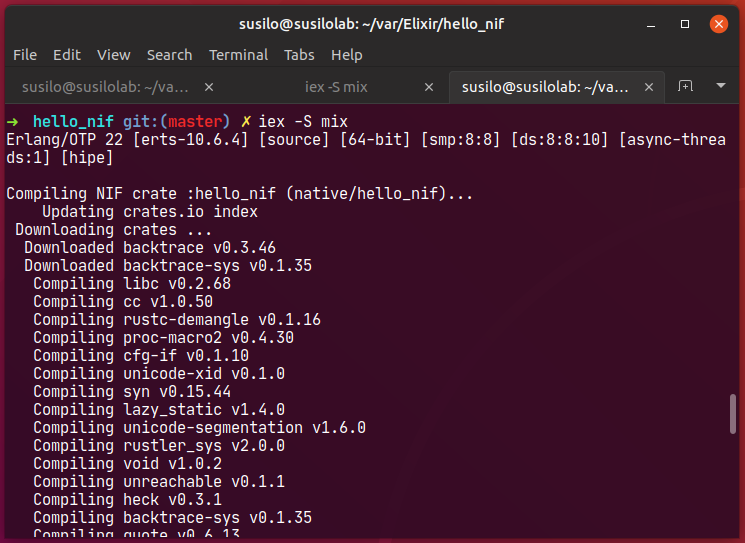 susilo@susilolab: ~/var/Elixir/hello_nif
File Edit View Search Terminal Tabs Help
susilo@susilolab: ~/va... × iex -S mix × susilo@susilolab: ~/va... ×
➜ hello_nif git:(master) ✗ iex -S mix
Erlang/OTP 22 [erts-10.6.4] [source] [64-bit] [smp:8:8] [ds:8:8:10] [async-threa
ds:1] [hipe]
Compiling NIF crate :hello_nif (native/hello_nif)...
Updating crates.io index
Downloading crates ...
Downloaded backtrace v0.3.46
Downloaded backtrace-sys v0.1.35
Compiling libc v0.2.68
Compiling cc v1.0.50
Compiling rustc-demangle v0.1.16
Compiling proc-macro2 v0.4.30
Compiling cfg-if v0.1.10
Compiling unicode-xid v0.1.0
Compiling syn v0.15.44
Compiling lazy_static v1.4.0
Compiling unicode-segmentation v1.6.0
Compiling rustler_sys v2.0.0
Compiling void v1.0.2
Compiling unreachable v0.1.1
Compiling heck v0.3.1
Compiling backtrace-sys v0.1.35
Compiling quote v0.6.13